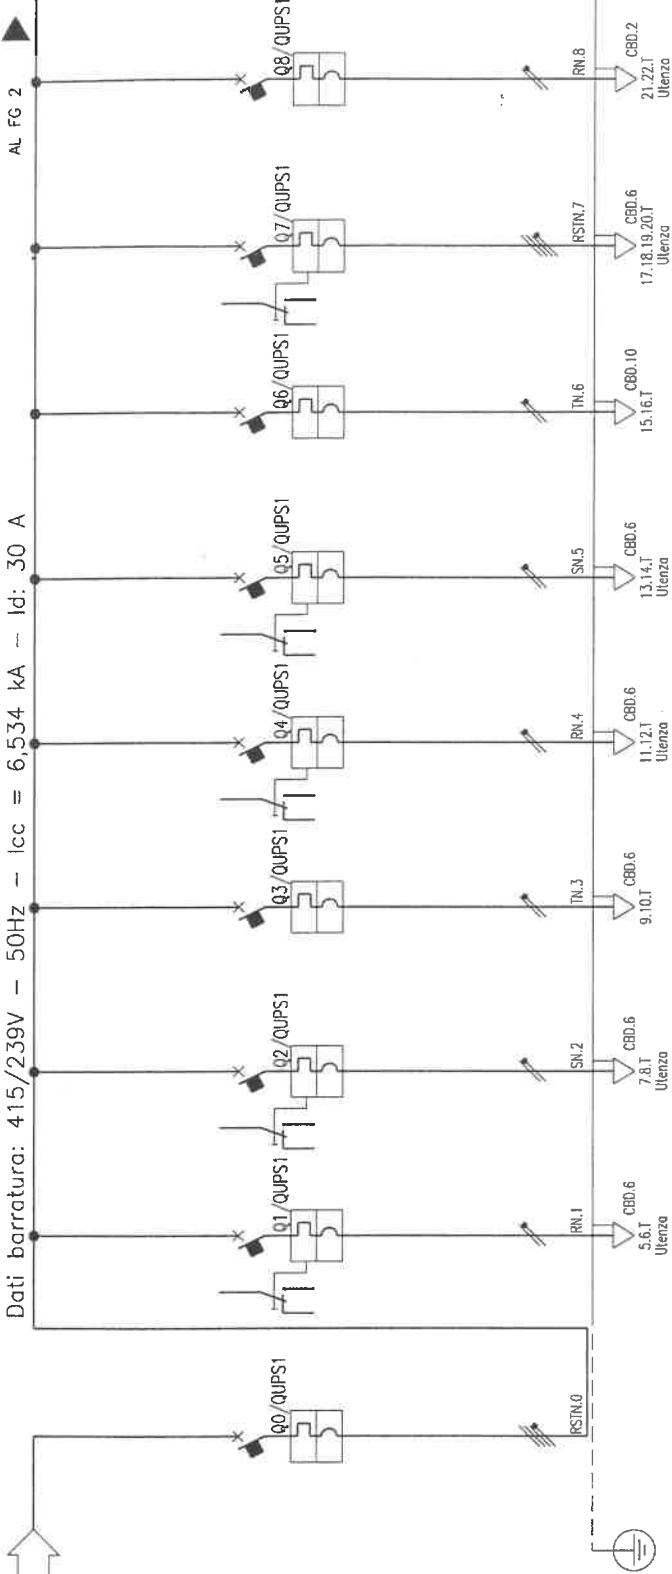 Dati barratura: 415/239V – 50Hz – Icc = 6,534 kA – Id: 30 A
AL FG 2
Q0/QUPS1
Q1/QUPS1
Q2/QUPS1
Q3/QUPS1
Q4/QUPS1
Q5/QUPS1
Q6/QUPS1
Q7/QUPS1
Q8/QUPS1
RSTN.0
RN.1
SN.2
TN.3
RN.4
SN.5
TN.6
RSTN.7
RN.8
CBD.6
5.6.T
Utenza
CBD.6
7.8.T
Utenza
CBD.6
9.10.T
CBD.6
11.12.T
Utenza
CBD.6
13.14.T
Utenza
CBD.10
15.16.T
CBD.6
17.18.19.20.T
Utenza
CBD.2
21.22.T
Utenza